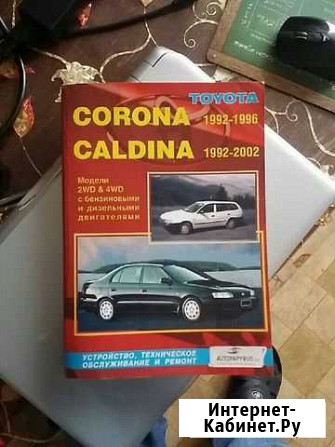 TOYOTA
CORONA 1992-1996
CALDINA 1992-2002
Модели
2WD & 4WD
с бензиновыми
и дизельными
двигателями
УСТРОЙСТВО, ТЕХНИЧЕСКОЕ
ОБСЛУЖИВАНИЕ И РЕМОНТ
Интернет-
Кабинет.Ру